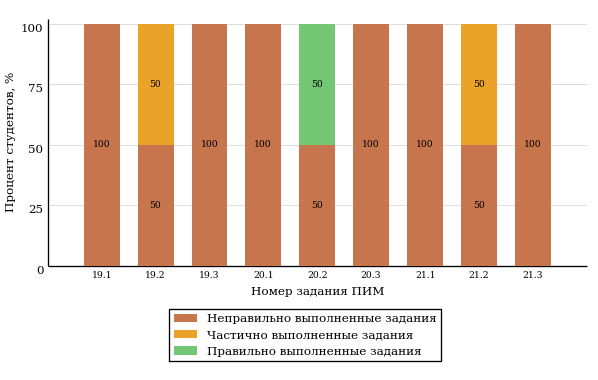 100
75
50
25
0
Процент студентов, %
100
50
50
100
100
50
50
100
100
50
50
100
19.1 19.2 19.3 20.1 20.2 20.3 21.1 21.2 21.3
Номер задания ПИМ
Неправильно выполненные задания
Частично выполненные задания
Правильно выполненные задания